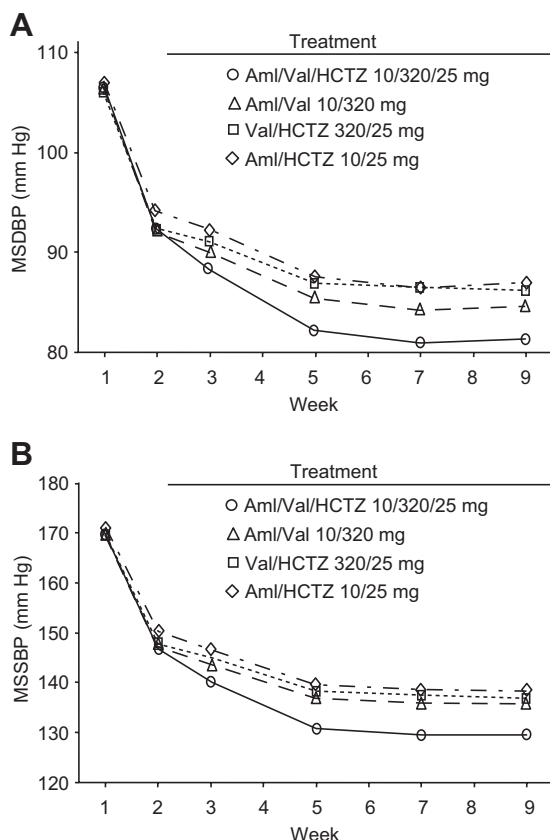 A
Treatment
Aml/Val/HCTZ 10/320/25 mg
Aml/Val 10/320 mg
Val/HCTZ 320/25 mg
Aml/HCTZ 10/25 mg
MSDBP (mm Hg)
110
100
90
80
1 2 3 4 5 6 7 8 9
Week
B
Treatment
Aml/Val/HCTZ 10/320/25 mg
Aml/Val 10/320 mg
Val/HCTZ 320/25 mg
Aml/HCTZ 10/25 mg
MSSBP (mm Hg)
180
170
160
150
140
130
120
1 2 3 4 5 6 7 8 9
Week